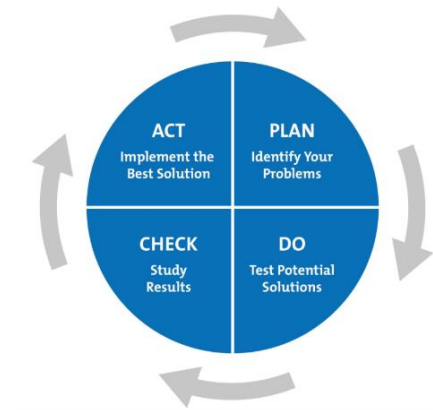 ACT
Implement the
Best Solution
PLAN
Identify Your
Problems
CHECK
Study
Results
DO
Test Potential
Solutions